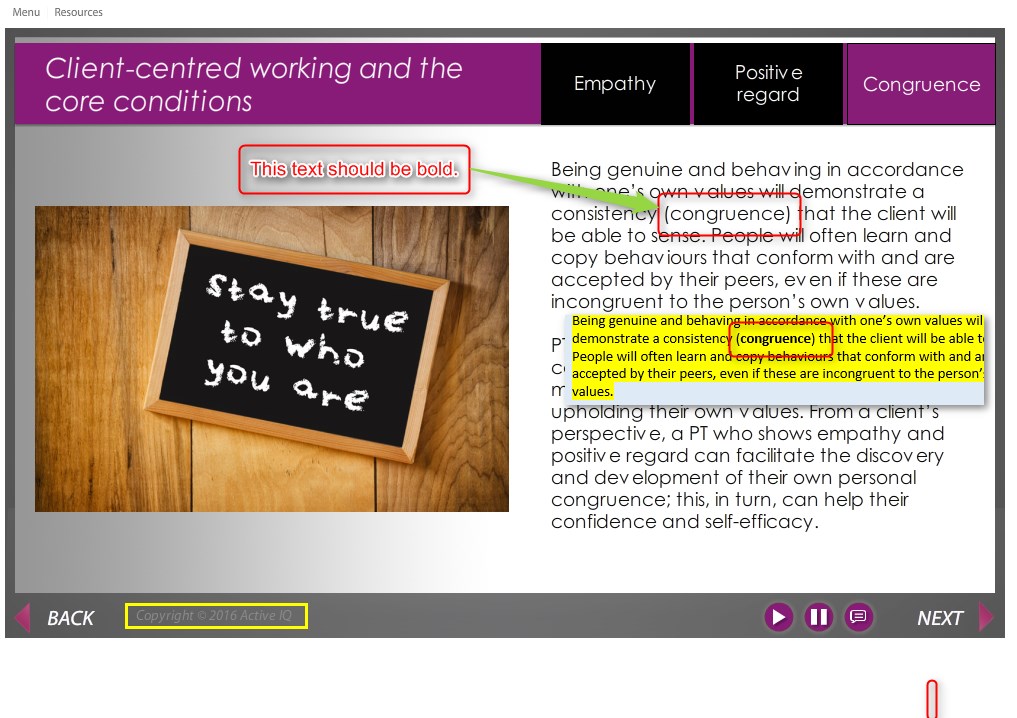 Menu Resources
Client-centred working and the
core conditions
Empathy
Positive
regard
Congruence
This text should be bold.
Stay true
to who
you are
Being genuine and behaving in accordance
with one's own values will demonstrate a
consistency (congruence) that the client will
be able to sense. People will often learn and
copy behaviours that conform with and are
accepted by their peers, even if these are
incongruent to the person's own values.
Being genuine and behaving in accordance with one's own values wil
demonstrate a consistency (congruence) that the client will be able t
People will often learn and copy behaviours that conform with and a
accepted by their peers, even if these are incongruent to the person'
values.
upholding their own values. From a client's
perspective, a PT who shows empathy and
positive regard can facilitate the discovery
and development of their own personal
congruence; this, in turn, can help their
confidence and self-efficacy.
BACK
Copyright © 2016 Active IQ
NEXT